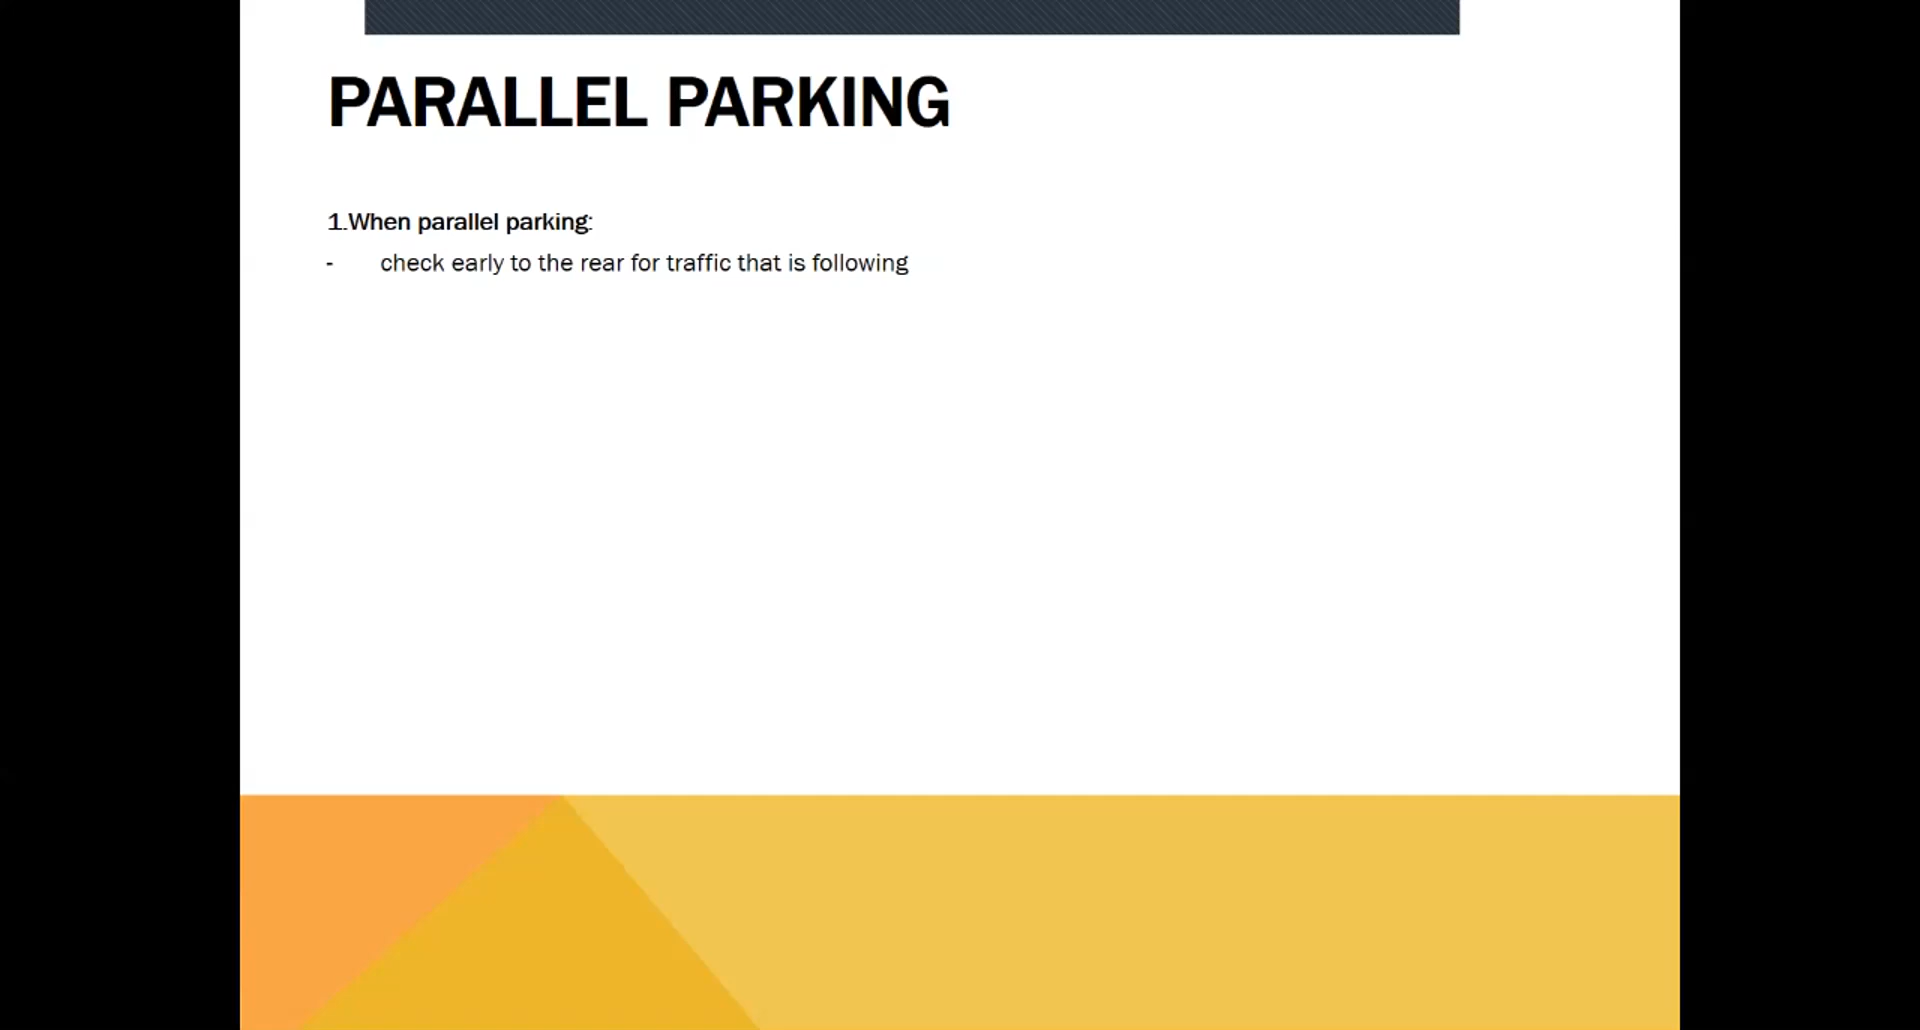 PARALLEL PARKING
1.When parallel parking:
- check early to the rear for traffic that is following